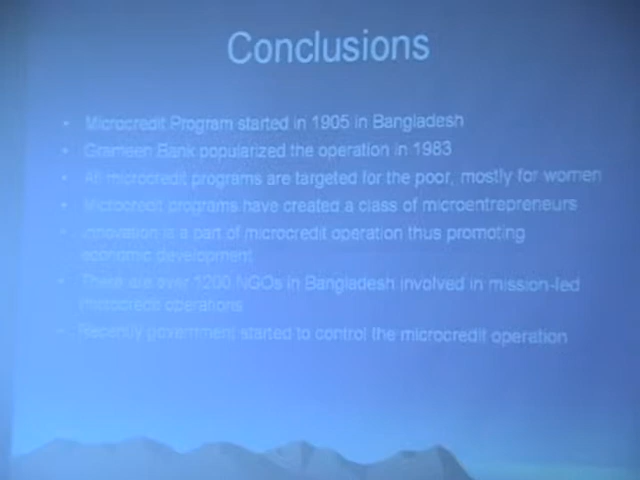 Conclusions
• Microcredit Program started in 1905 in Bangladesh
• Grameen Bank popularized the operation in 1983
• All microcredit programs are targeted for the poor, mostly for women
• Microcredit programs have created a class of microentrepreneurs
• Innovation is a part of microcredit operation thus promoting
economic development
• There are over 1200 NGOs in Bangladesh involved in mission-led
microcredit operations
• Recently government started to control the microcredit operation